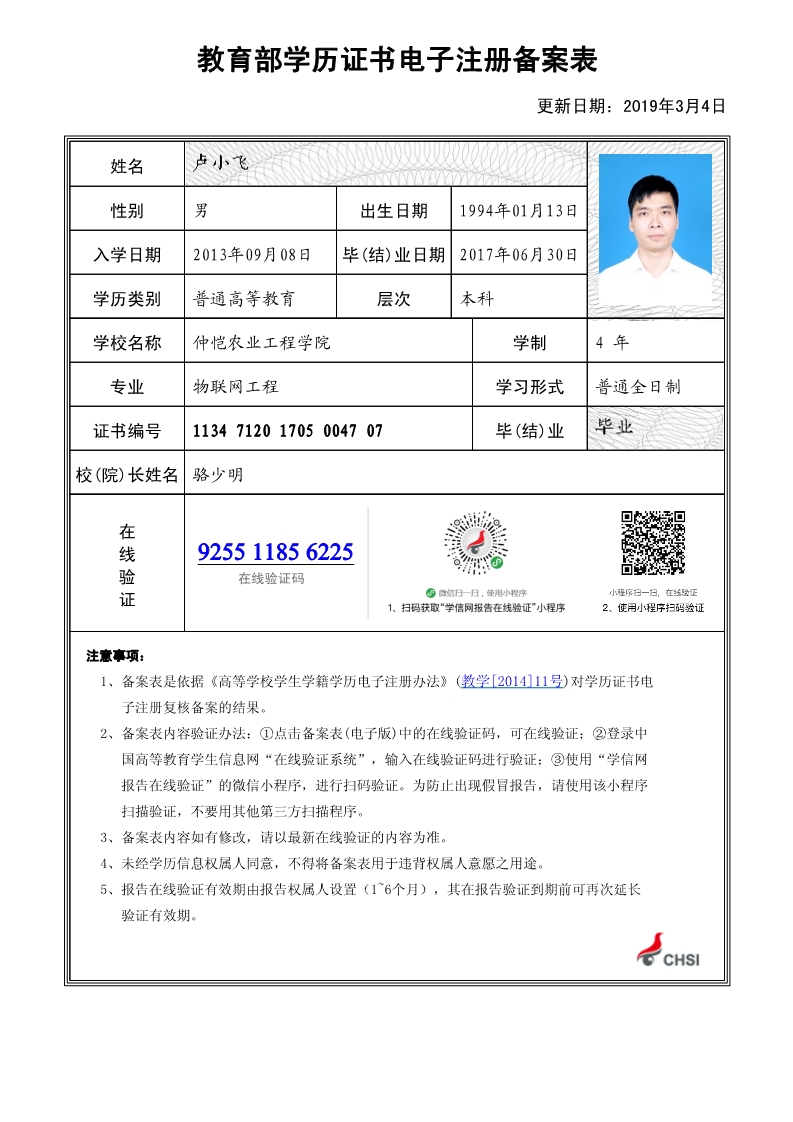 教育部学历证书电子注册备案表
更新日期：2019年3月4日
姓名 卢小飞
性别 男 出生日期 1994年01月13日
入学日期 2013年09月08日 毕(结)业日期 2017年06月30日
学历类别 普通高等教育 层次 本科
学校名称 仲恺农业工程学院 学制 4 年
专业 物联网工程 学习形式 普通全日制
证书编号 1134 7120 1705 0047 07 毕(结)业 毕业
校(院)长姓名 骆少明
在
线
验
证
9255 1185 6225
在线验证码
微信扫一扫，使用小程序
1、扫码获取“学信网报告在线验证”小程序
小程序扫一扫，在线验证
2、使用小程序扫码验证
注意事项：
1、备案表是依据《高等学校学生学籍学历电子注册办法》(教学[2014]11号)对学历证书电
子注册复核备案的结果。
2、备案表内容验证办法：①点击备案表(电子版)中的在线验证码，可在线验证；②登录中
国高等教育学生信息网“在线验证系统”，输入在线验证码进行验证；③使用“学信网
报告在线验证”的微信小程序，进行扫码验证。为防止出现假冒报告，请使用该小程序
扫描验证，不要用其他第三方扫描程序。
3、备案表内容如有修改，请以最新在线验证的内容为准。
4、未经学历信息权属人同意，不得将备案表用于违背权属人意愿之用途。
5、报告在线验证有效期由报告权属人设置（1~6个月），其在报告验证到期前可再次延长
验证有效期。
CHSI